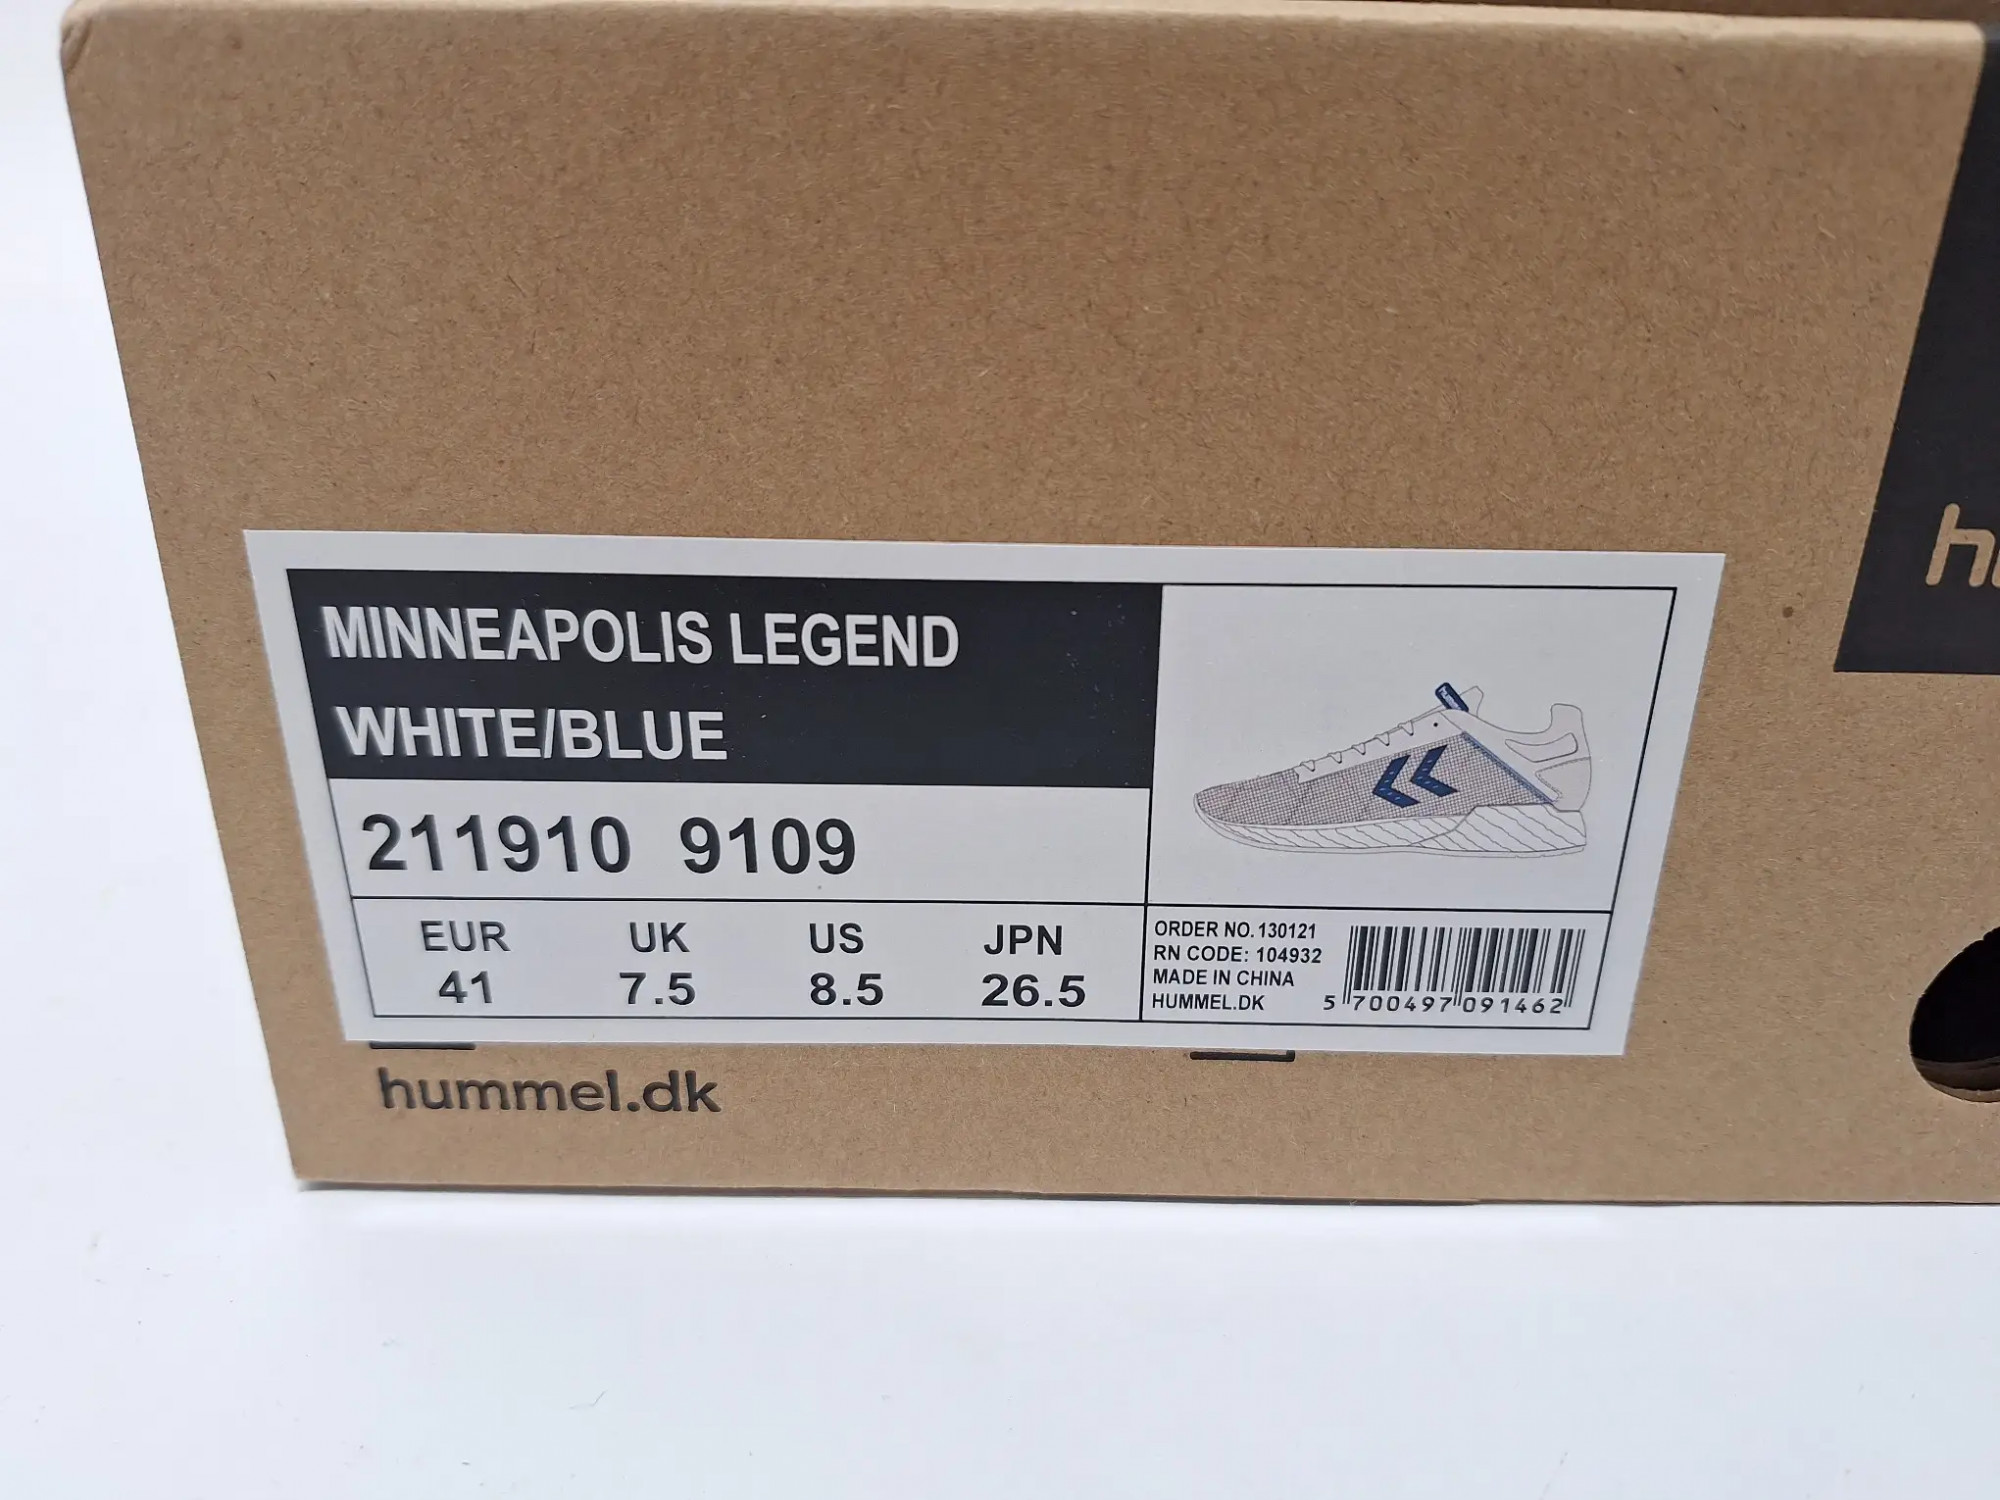 MINNEAPOLIS LEGEND
WHITE/BLUE
211910 9109
EUR UK US JPN
41 7.5 8.5 26.5
ORDER NO. 130121
RN CODE: 104932
MADE IN CHINA
HUMMEL.DK
5 700497 091462
hummel.dk